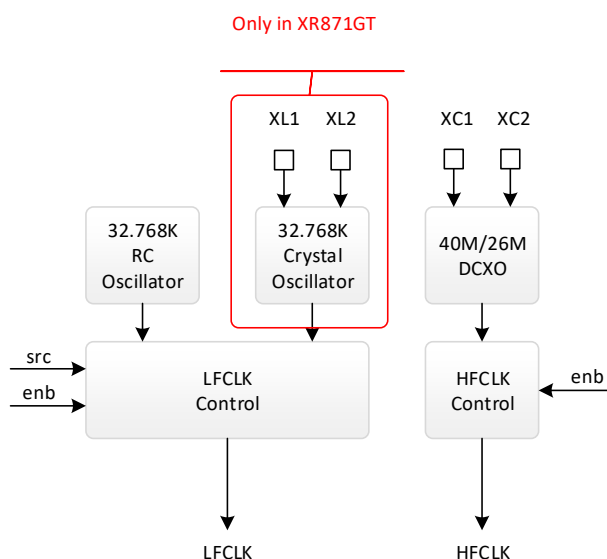 Only in XR871GT
XL1 XL2 XC1 XC2
32.768K
RC
Oscillator
32.768K
Crystal
Oscillator
40M/26M
DCXO
src
enb
LFCLK
Control
HFCLK
Control
enb
LFCLK
HFCLK